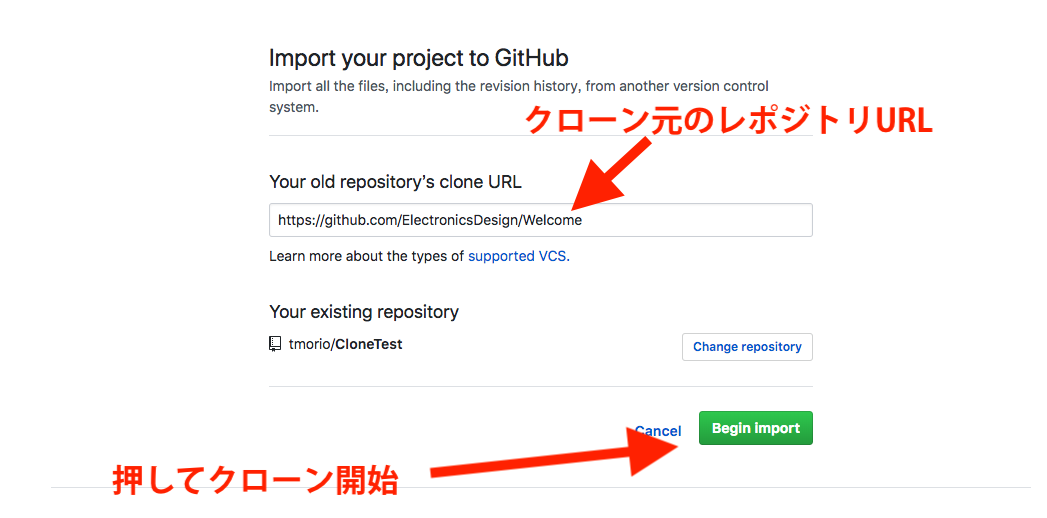 Import your project to GitHub
Import all the files, including the revision history, from another version control
system.
クローン元のレポジトリURL
Your old repository's clone URL
https://github.com/ElectronicsDesign/Welcome
Learn more about the types of supported VCS.
Your existing repository
tmorio/CloneTest
Change repository
Cancel
Begin import
押してクローン開始